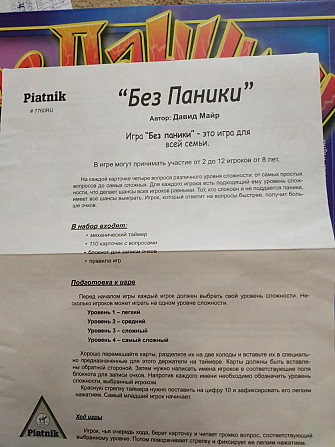 Паник
Piatnik
# 7760RU
“Без Паники”
Автор: Давид Майр
Игра "Без паники" - это игра для
всей семьи.
В игре могут принимать участие от 2 до 12 игроков от 8 лет.
На каждой карточке четыре вопроса различного уровня сложности: от самых простых
вопросов до самых сложных. Для каждого игрока есть подходящий ему уровень слож-
ности, что делает шансы всех игроков равными. Тот, кто спокоен и не поддается панике,
имеет все шансы выиграть. Игрок, который ответит на вопросы быстрее, получит боль-
ше очков.
В набор входят:
• механический таймер
• 110 карточек с вопросами
• блокнот для записи очков
• правила игр
Подготовка к игре
Перед началом игры каждый игрок должен выбрать свой уровень сложности. Не-
сколько игроков может играть на одном уровне сложности.
Уровень 1 – легкий
Уровень 2 – средний
Уровень 3 – сложный
Уровень 4 – самый сложный
Хорошо перемешайте карты, разделите их на две колоды и вставьте их в специаль-
но предназначенные для этого держатели на таймере. Карты должны быть вставле-
ны обратной стороной. Затем нужно написать имена игроков в соответствующие поля
блокнота для записи очков. Напротив каждого имени необходимо обозначить уровень
сложности, выбранный игроком.
Красную стрелку таймера нужно поставить на цифру 10 и зафиксировать его легким
нажатием. Самый младший игрок начинает.
Ход игры
Игрок, чья очередь хода, берет карточку и читает громко вопрос, соответствующий
выбранному уровню. Потом поворачивает стрелку и фиксирует ее легким нажатием.
Piatnik